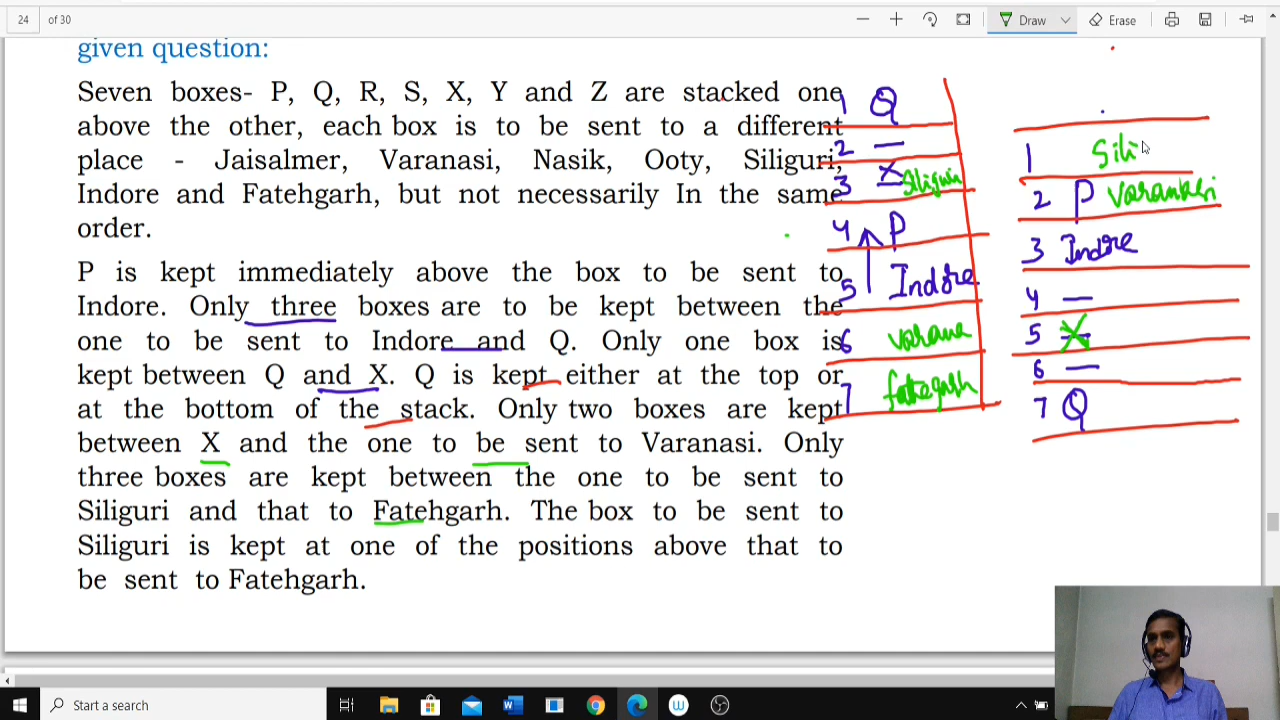 24 of 30
Draw
Erase
given question:
Seven boxes- P, Q, R, S, X, Y and Z are stacked one
above the other, each box is to be sent to a different
place - Jaisalmer, Varanasi, Nasik, Ooty, Siliguri,
Indore and Fatehgarh, but not necessarily In the same
order.
P is kept immediately above the box to be sent to
Indore. Only three boxes are to be kept between the
one to be sent to Indore and Q. Only one box is
kept between Q and X. Q is kept either at the top or
at the bottom of the stack. Only two boxes are kept
between X and the one to be sent to Varanasi. Only
three boxes are kept between the one to be sent to
Siliguri and that to Fatehgarh. The box to be sent to
Siliguri is kept at one of the positions above that to
be sent to Fatehgarh.
1 Q
2 —
3 X Siliguri
4 P
5 Indore
6 varana
7 fategarh
1 Sili
2 P varanasi
3 Indore
4 —
5 X
6 —
7 Q
Start a search